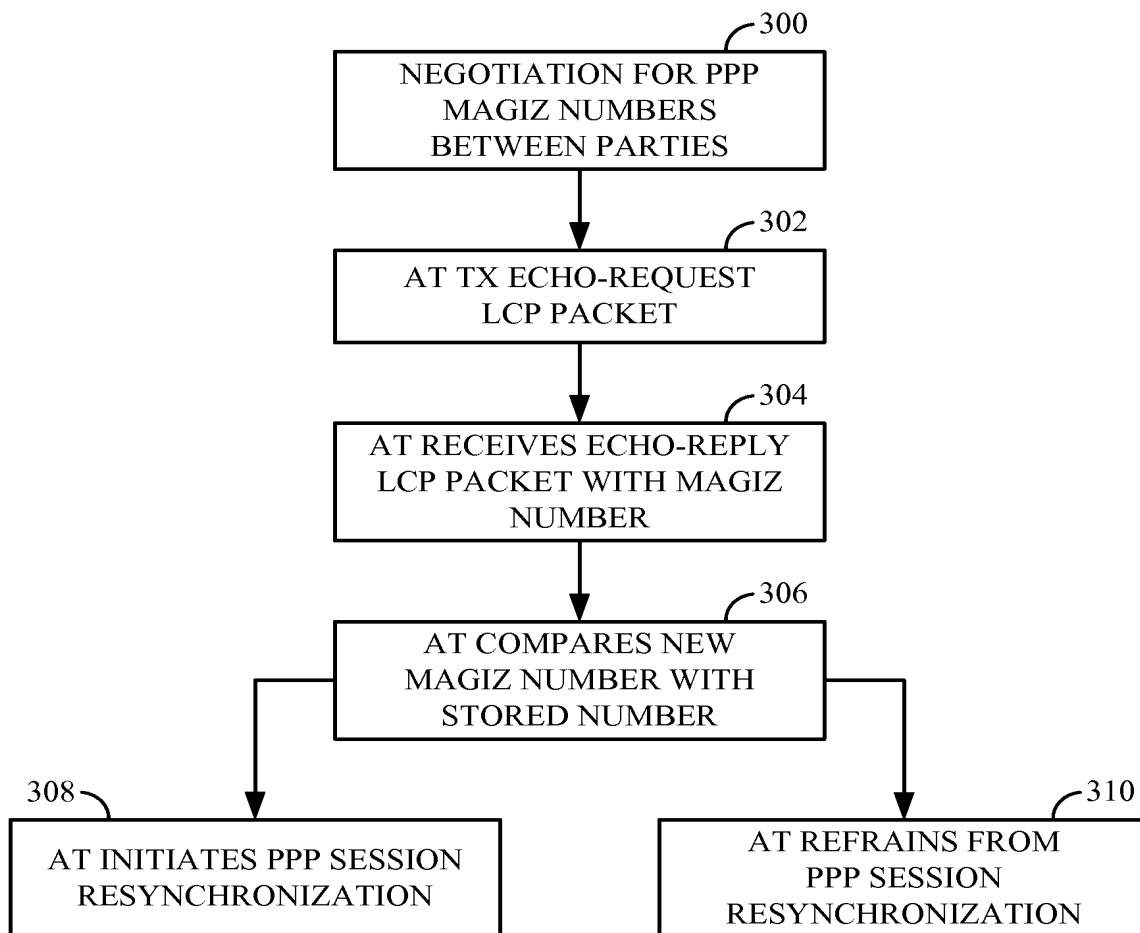 300
NEGOTIATION FOR PPP
MAGIZ NUMBERS
BETWEEN PARTIES
302
AT TX ECHO-REQUEST
LCP PACKET
304
AT RECEIVES ECHO-REPLY
LCP PACKET WITH MAGIZ
NUMBER
306
AT COMPARES NEW
MAGIZ NUMBER WITH
STORED NUMBER
308
AT INITIATES PPP SESSION
RESYNCHRONIZATION
310
AT REFRAINS FROM
PPP SESSION
RESYNCHRONIZATION